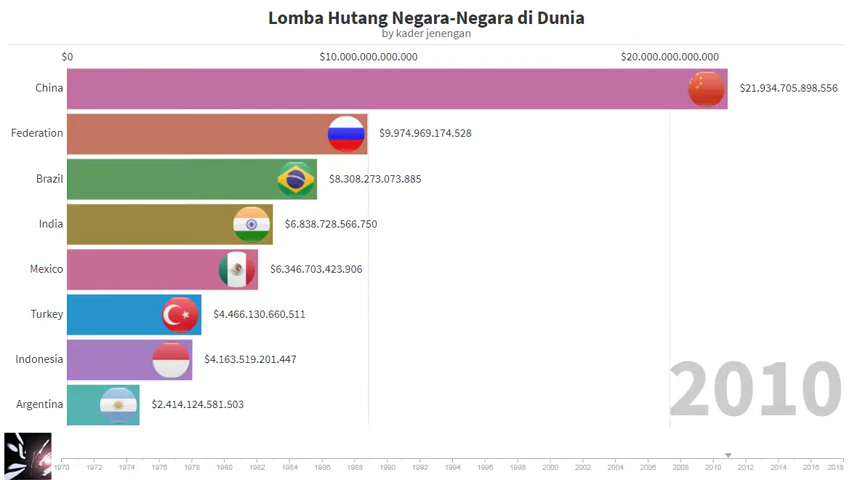 Lomba Hutang Negara-Negara di Dunia
by kader jenengan
$0 $10.000.000.000.000 $20.000.000.000.000
China $21.934.705.898.556
Federation $9.974.969.174.528
Brazil $8.308.273.073.885
India $6.838.728.566.750
Mexico $6.346.703.423.906
Turkey $4.466.130.660.511
Indonesia $4.163.519.201.447
Argentina $2.414.124.581.503
2010
1970 1972 1974 1976 1978 1980 1982 1984 1986 1988 1990 1992 1994 1996 1998 2000 2002 2004 2006 2008 2010 2012 2014 2016 2018